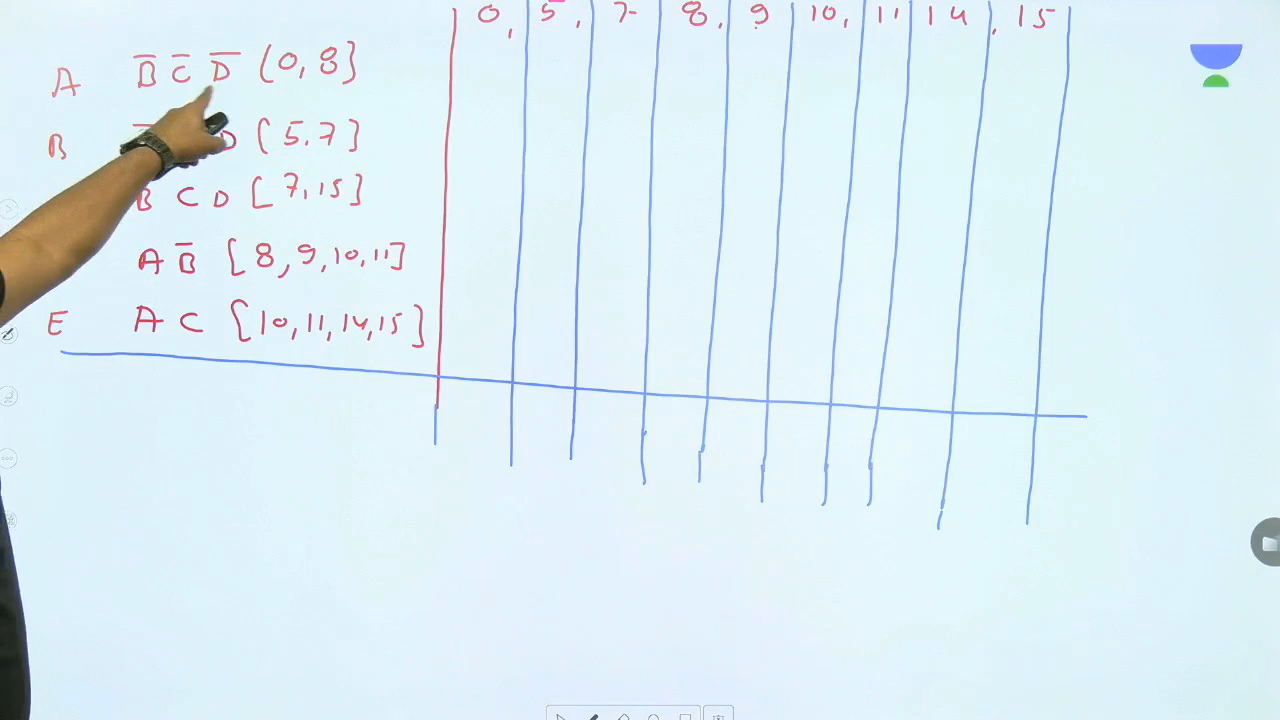 0, 5, 7 8, 9 10, 11 14, 15
A B̅ C̅ D̅ (0, 8]
B D [5.7]
B C D [7,15]
A B̅ [8,9,10,11]
E A C [10,11,14,15]